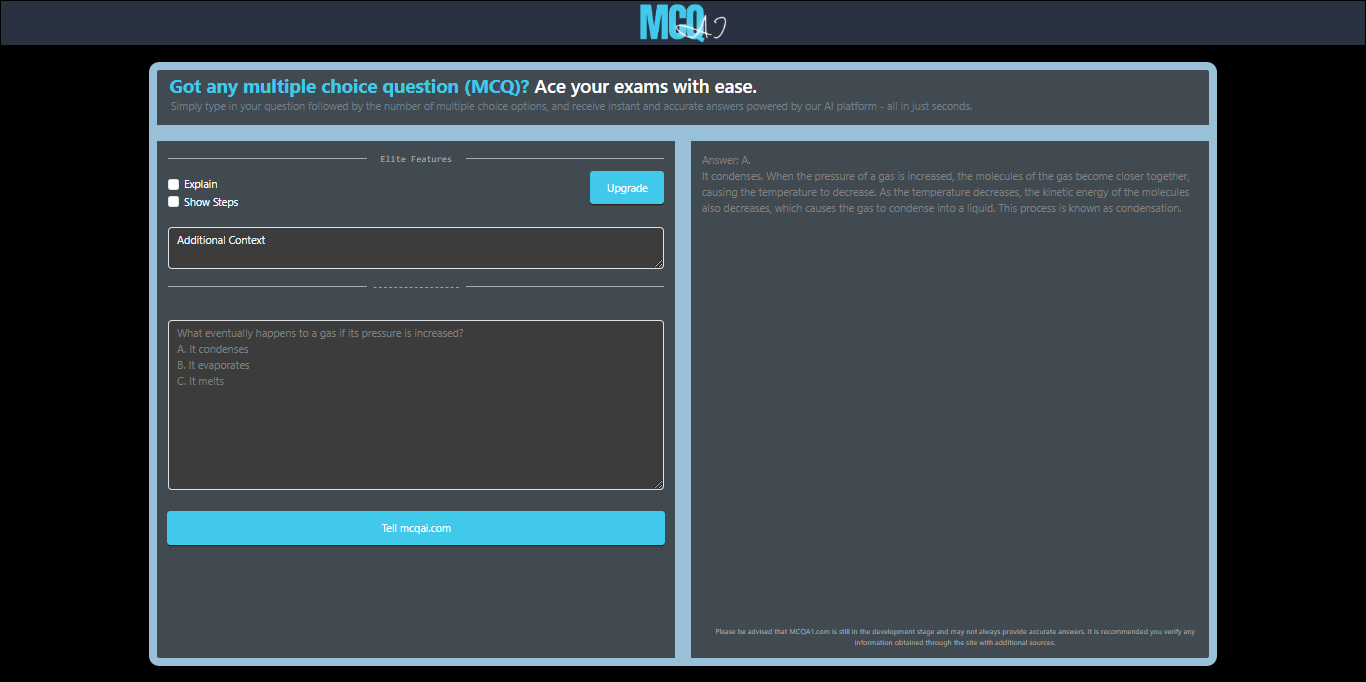 MCQAI
Got any multiple choice question (MCQ)? Ace your exams with ease.
Simply type in your question followed by the number of multiple choice options, and receive instant and accurate answers powered by our AI platform - all in just seconds.
Elite Features
Explain
Show Steps
Upgrade
Additional Context
-----------------
What eventually happens to a gas if its pressure is increased?
A. It condenses
B. It evaporates
C. It melts
Tell mcqai.com
Answer: A.
It condenses. When the pressure of a gas is increased, the molecules of the gas become closer together,
causing the temperature to decrease. As the temperature decreases, the kinetic energy of the molecules
also decreases, which causes the gas to condense into a liquid. This process is known as condensation.
Please be advised that MCQA1.com is still in the development stage and may not always provide accurate answers. It is recommended you verify any
information obtained through the site with additional sources.